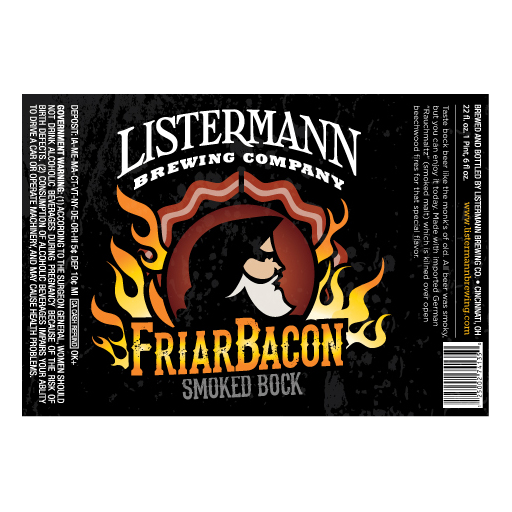 LISTERMANN
BREWING COMPANY
FRIARBACON
SMOKED BOCK
DEPOSIT: IA-ME-MA-CT-VT-NY-DE-OR-HI 5¢ DEP 10¢ MI CA CASH REFUND OK+
GOVERNMENT WARNING: (1) ACCORDING TO THE SURGEON GENERAL, WOMEN SHOULD
NOT DRINK ALCOHOLIC BEVERAGES DURING PREGNANCY BECAUSE OF THE RISK OF
BIRTH DEFECTS. (2) CONSUMPTION OF ALCOHOLIC BEVERAGES IMPAIRS YOUR ABILITY
TO DRIVE A CAR OR OPERATE MACHINERY, AND MAY CAUSE HEALTH PROBLEMS.
BREWED AND BOTTLED BY LISTERMANN BREWING CO. • CINCINNATI, OH
22 fl. oz. 1 Pint, 6 fl oz. www.listermannbrewing.com
Taste bock beer like the monk's of old. All beer was smoky,
but you can enjoy it today. Made with imported German
"Rauchmaltz" (smoked malt) which is kilned over open
beechwood fires for that special flavor.